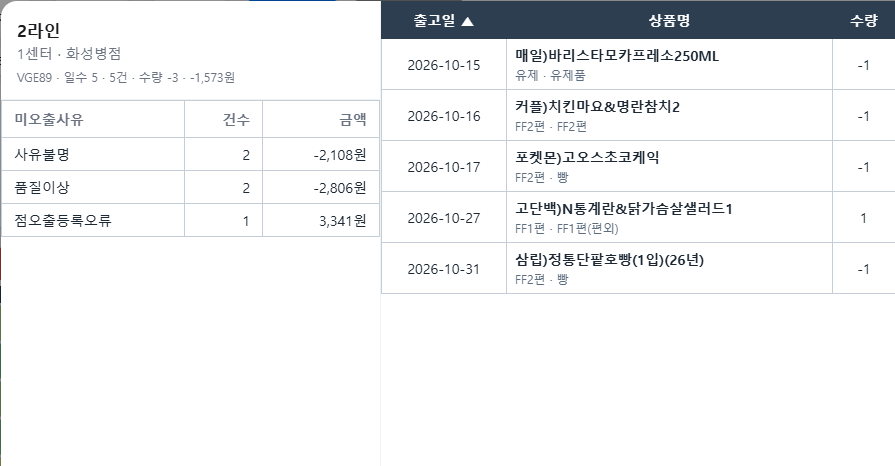 2라인
1센터 · 화성병점
VGE89 · 일수 5 · 5건 · 수량 -3 · -1,573원
미오출사유 건수 금액
사유불명 2 -2,108원
품질이상 2 -2,806원
점오출등록오류 1 3,341원
출고일 ▲ 상품명 수량
2026-10-15 매일)바리스타모카프레소250ML -1
유제 · 유제품
2026-10-16 커플)치킨마요&명란참치2 -1
FF2편 · FF2편
2026-10-17 포켓몬)고오스초코케익 -1
FF2편 · 빵
2026-10-27 고단백)N통계란&닭가슴살샐러드1 1
FF1편 · FF1편(편외)
2026-10-31 삼립)정통단팥호빵(1입)(26년) -1
FF2편 · 빵